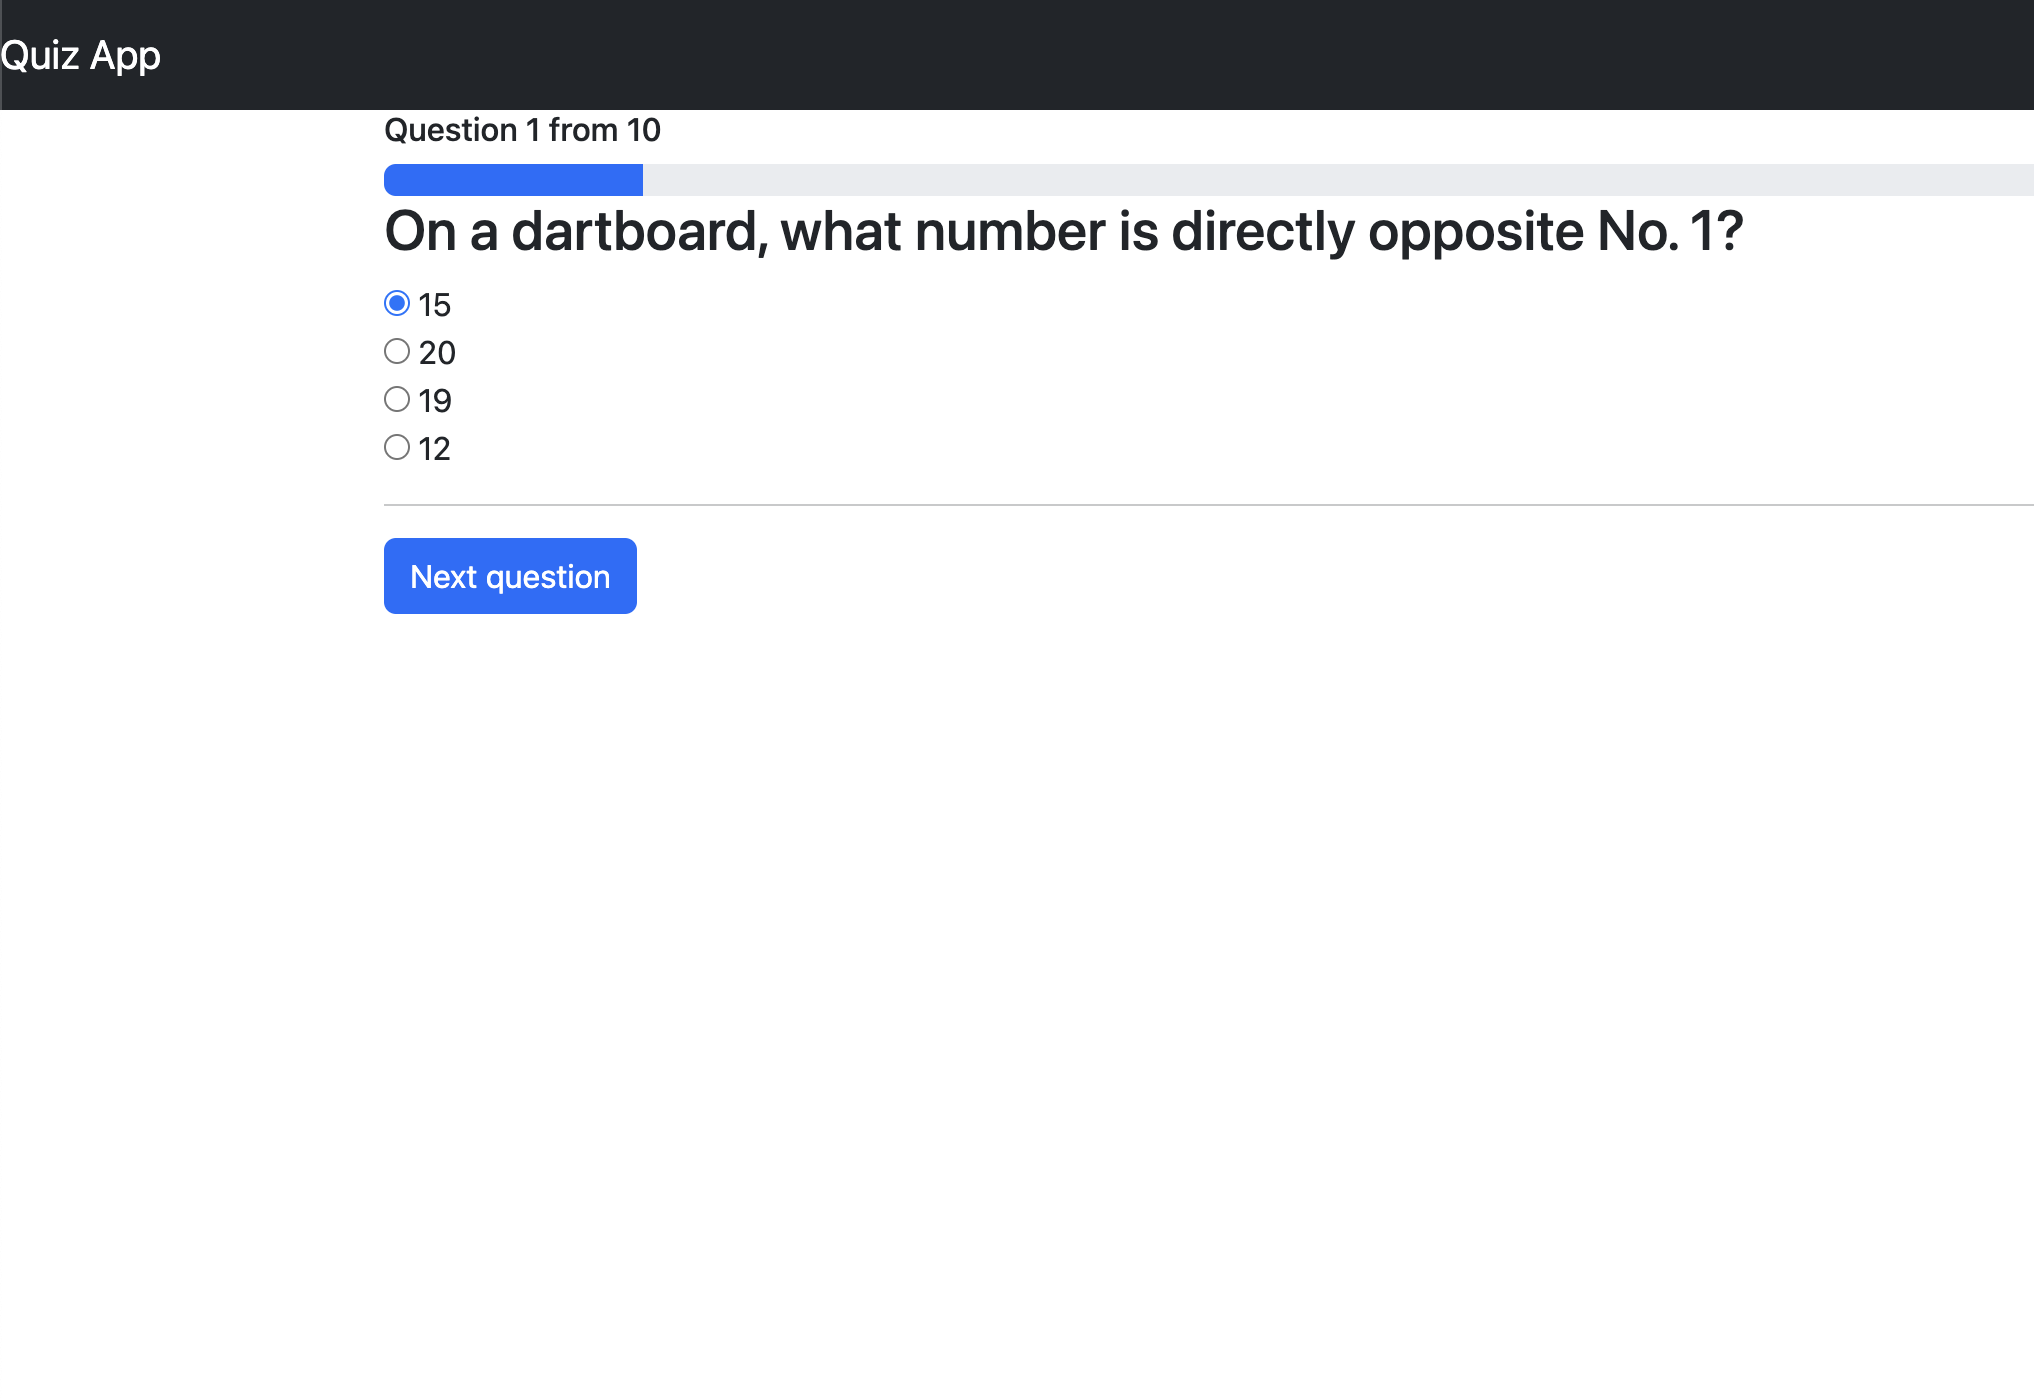 Quiz App
Question 1 from 10
On a dartboard, what number is directly opposite No. 1?
15
20
19
12
Next question